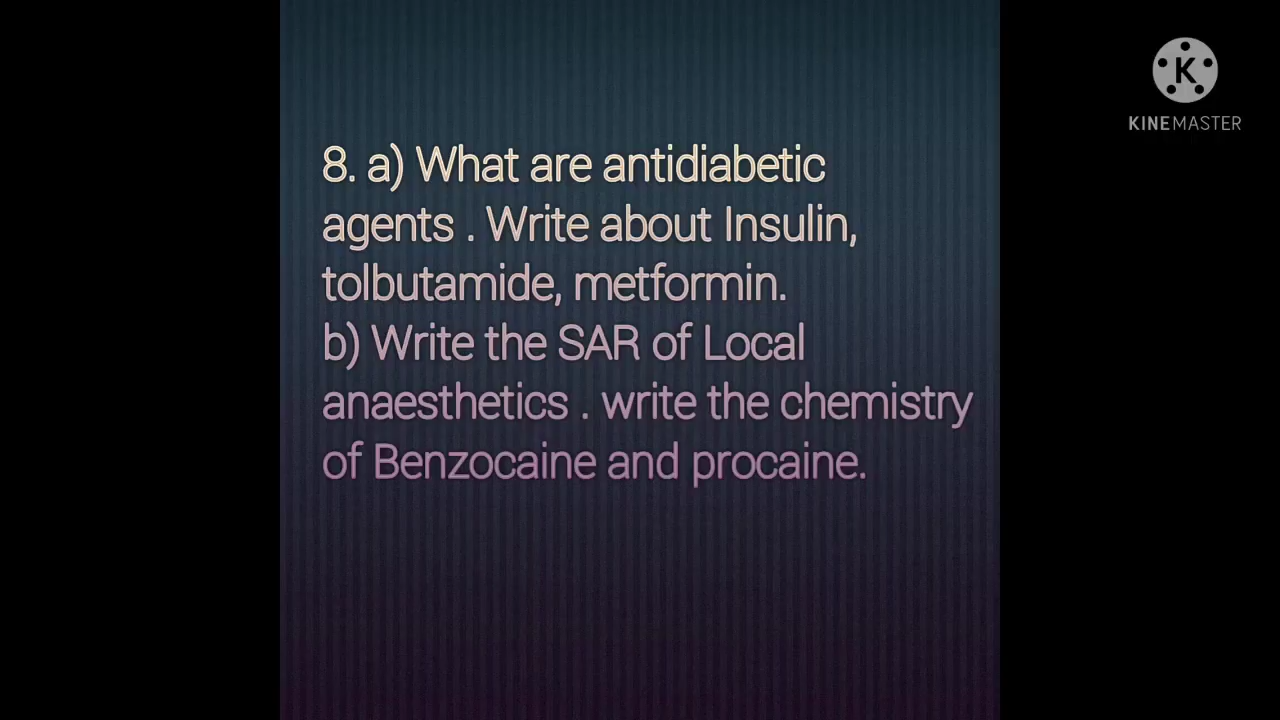 8. a) What are antidiabetic
agents . Write about Insulin,
tolbutamide, metformin.
b) Write the SAR of Local
anaesthetics . write the chemistry
of Benzocaine and procaine.
K
KINEMASTER